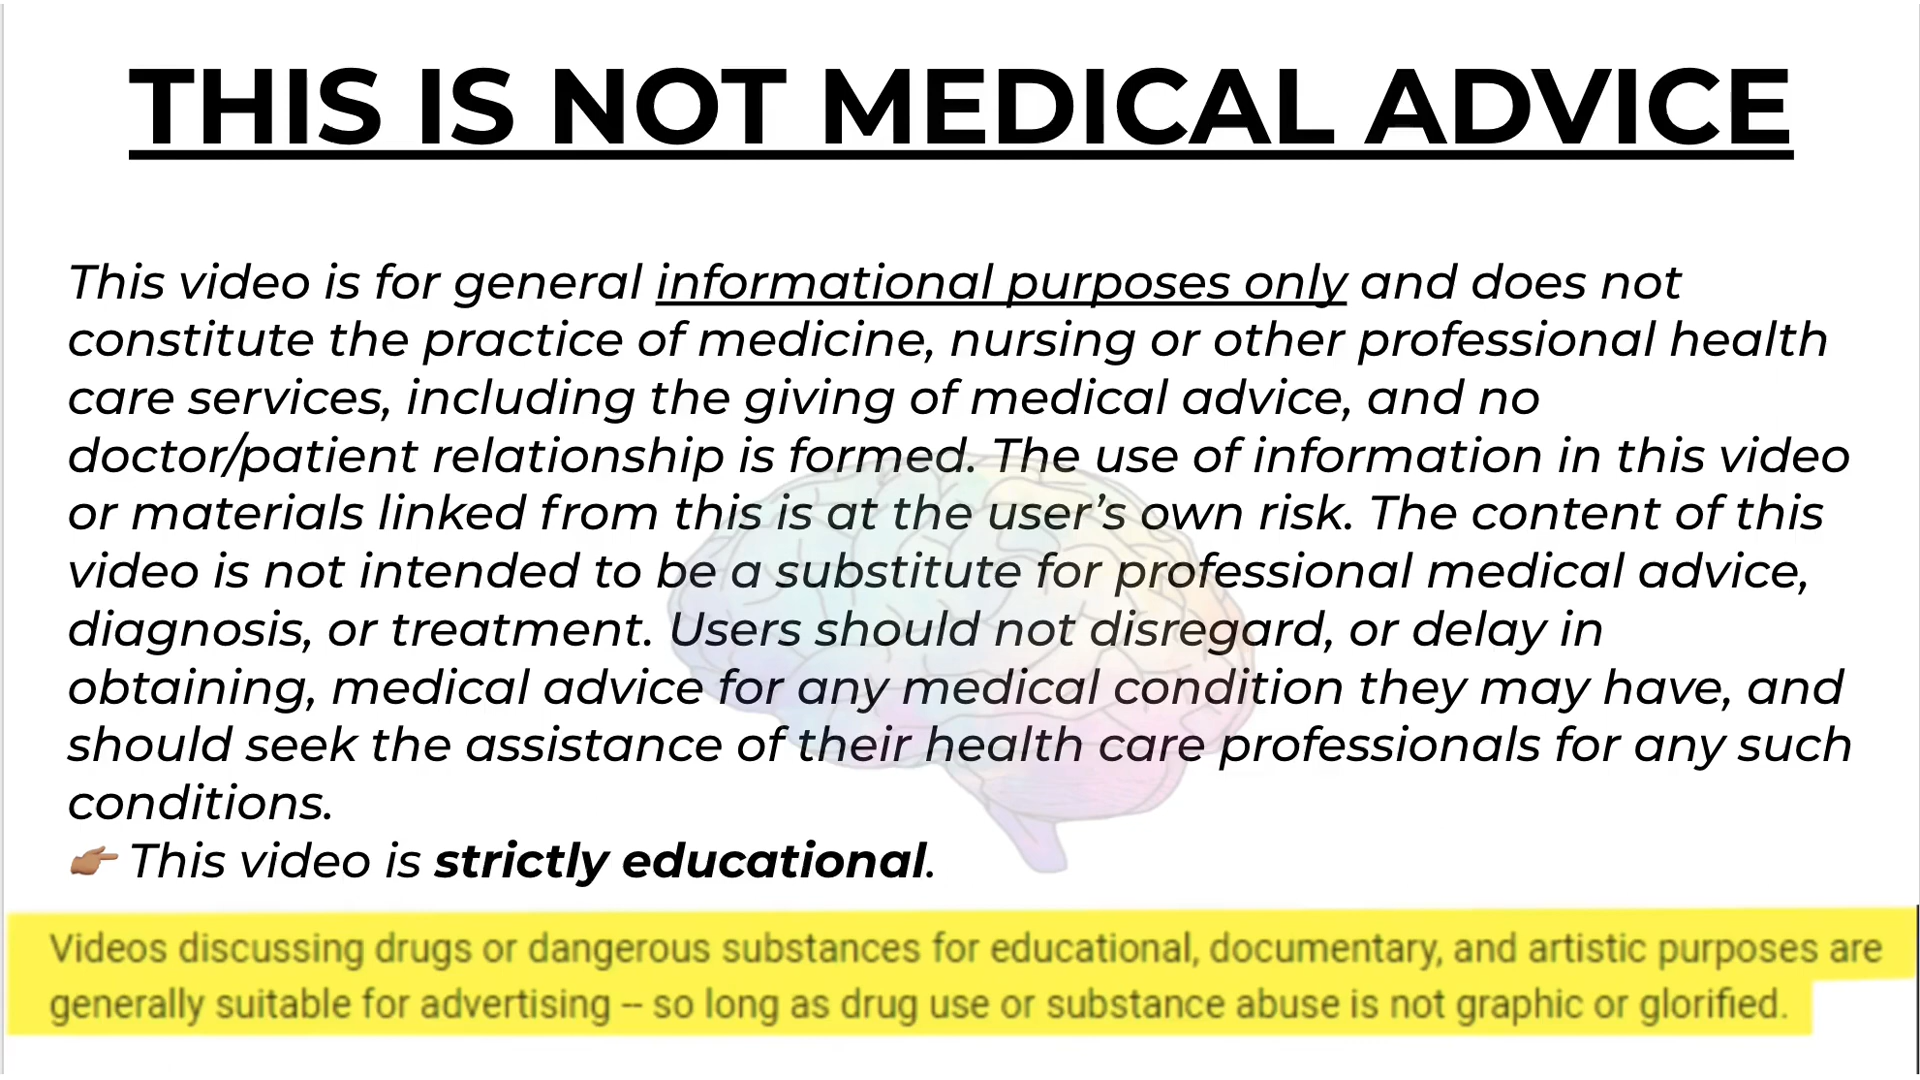 THIS IS NOT MEDICAL ADVICE
This video is for general informational purposes only and does not
constitute the practice of medicine, nursing or other professional health
care services, including the giving of medical advice, and no
doctor/patient relationship is formed. The use of information in this video
or materials linked from this is at the user’s own risk. The content of this
video is not intended to be a substitute for professional medical advice,
diagnosis, or treatment. Users should not disregard, or delay in
obtaining, medical advice for any medical condition they may have, and
should seek the assistance of their health care professionals for any such
conditions.
👉🏽 This video is strictly educational.
Videos discussing drugs or dangerous substances for educational, documentary, and artistic purposes are
generally suitable for advertising -- so long as drug use or substance abuse is not graphic or glorified.